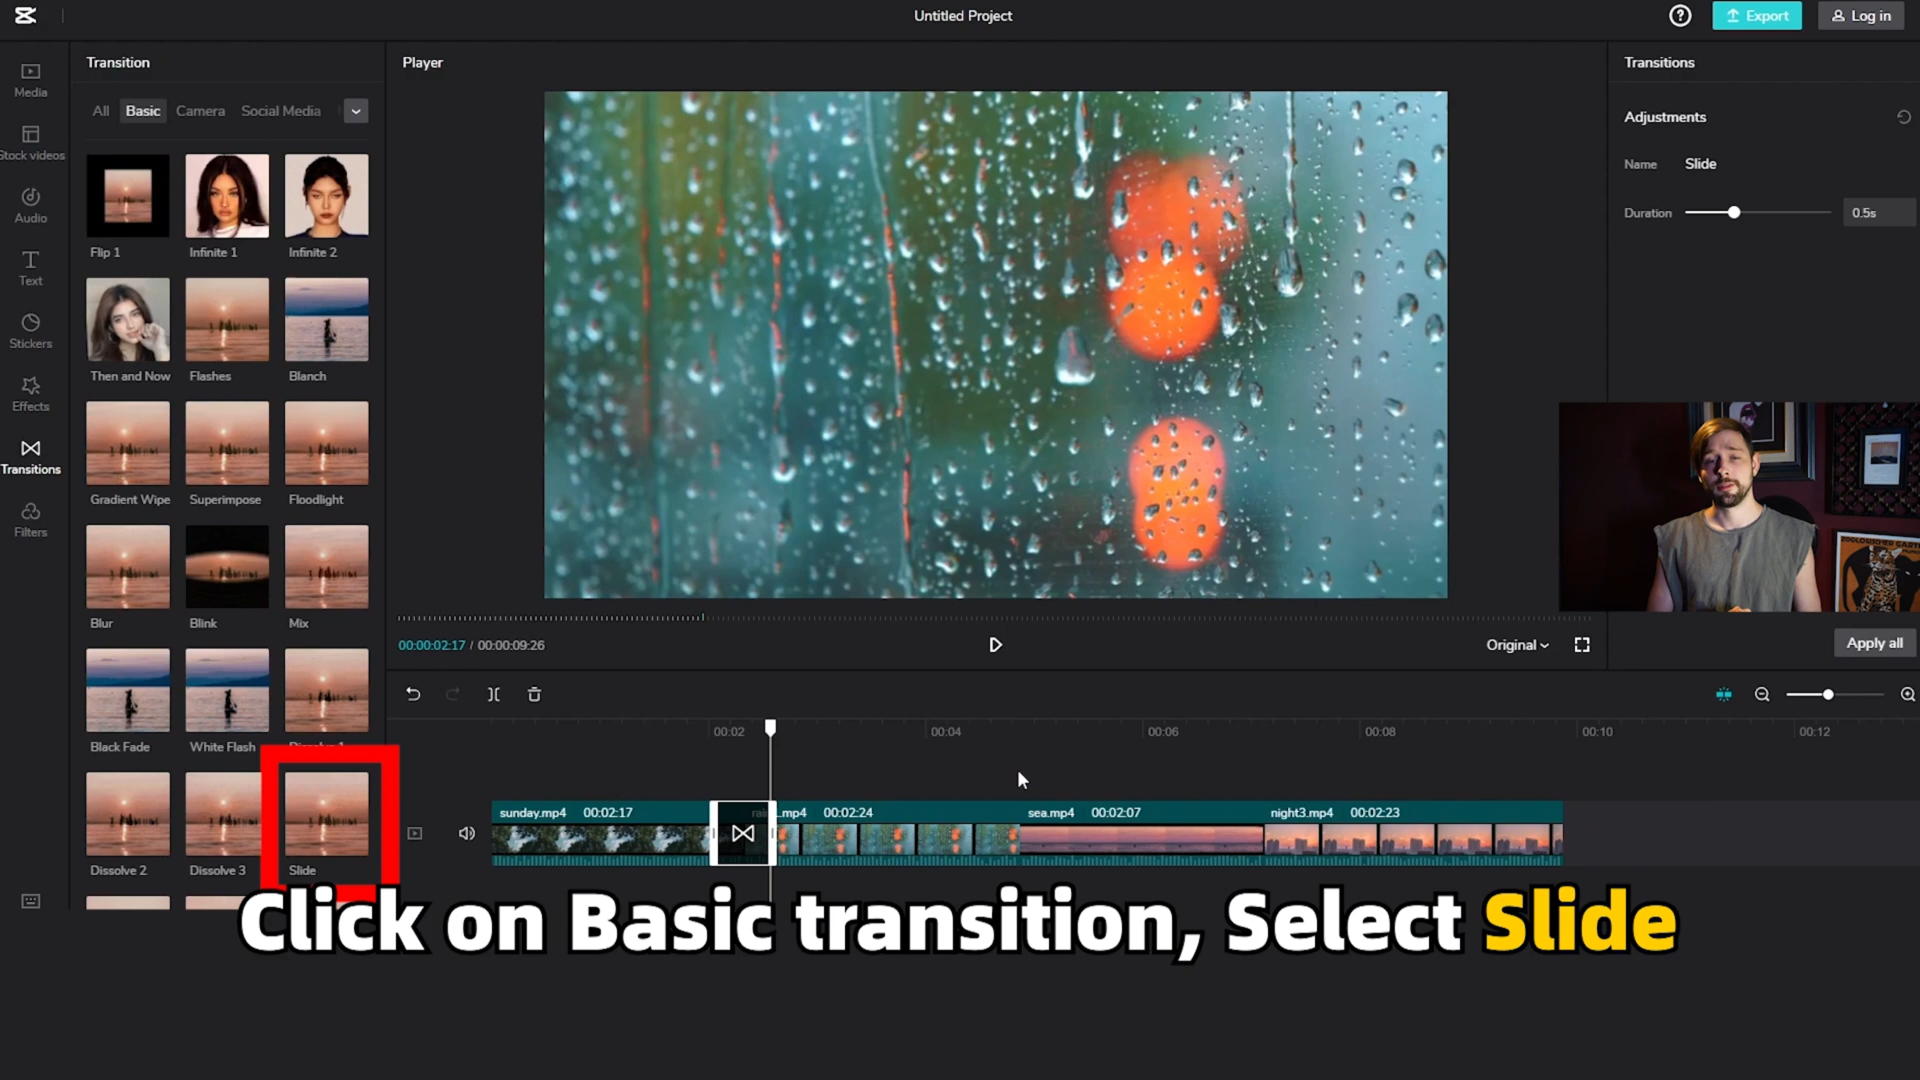 Untitled Project
Export
Log in
Media
Stock videos
Audio
Text
Stickers
Effects
Transitions
Filters
Transition
All Basic Camera Social Media
Flip 1 Infinite 1 Infinite 2
Then and Now Flashes Blanch
Gradient Wipe Superimpose Floodlight
Blur Blink Mix
Black Fade White Flash
Dissolve 2 Dissolve 3 Slide
Player
00:00:02:17 / 00:00:09:26
Original
Transitions
Adjustments
Name Slide
Duration 0.5s
Apply all
00:02 00:04 00:06 00:08 00:10 00:12
sunday.mp4 00:02:17
.mp4 00:02:24
sea.mp4 00:02:07
night3.mp4 00:02:23
Click on Basic transition, Select Slide